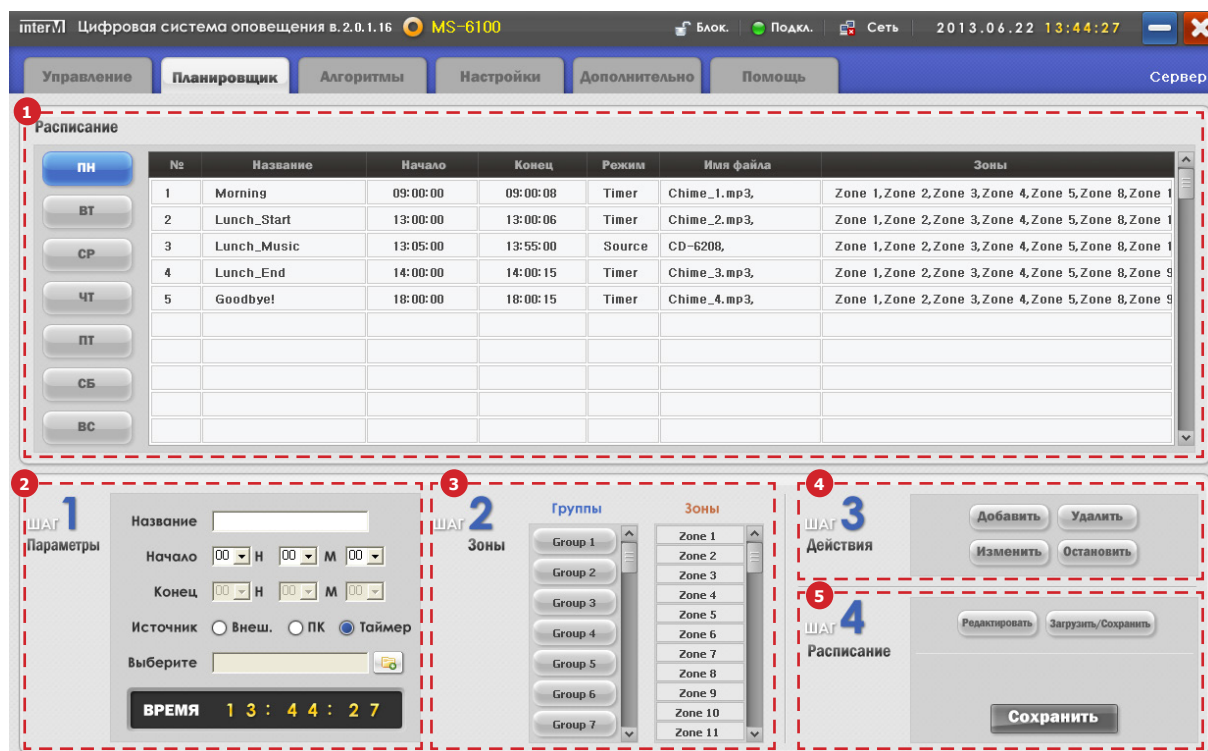 inter M Цифровая система оповещения в.2.0.1.16 MS-6100 Блок. Подкл. Сеть 2013.06.22 13:44:27
Управление Планировщик Алгоритмы Настройки Дополнительно Помощь Сервер
1
Расписание
ПН ВТ СР ЧТ ПТ СБ ВС
№ Название Начало Конец Режим Имя файла Зоны
1 Morning 09:00:00 09:00:08 Timer Chime_1.mp3, Zone 1,Zone 2,Zone 3,Zone 4,Zone 5,Zone 8,Zone 1
2 Lunch_Start 13:00:00 13:00:06 Timer Chime_2.mp3, Zone 1,Zone 2,Zone 3,Zone 4,Zone 5,Zone 8,Zone 1
3 Lunch_Music 13:05:00 13:55:00 Source CD-6208, Zone 1,Zone 2,Zone 3,Zone 4,Zone 5,Zone 8,Zone 1
4 Lunch_End 14:00:00 14:00:15 Timer Chime_3.mp3, Zone 1,Zone 2,Zone 3,Zone 4,Zone 5,Zone 8,Zone 9
5 Goodbye! 18:00:00 18:00:15 Timer Chime_4.mp3, Zone 1,Zone 2,Zone 3,Zone 4,Zone 5,Zone 8,Zone 9
2
ШАГ 1
Параметры
Название
Начало 00 Н 00 М 00
Конец 00 Н 00 М 00
Источник Внеш. ПК Таймер
Выберите
ВРЕМЯ 13:44:27
3
ШАГ 2
Зоны
Группы
Group 1
Group 2
Group 3
Group 4
Group 5
Group 6
Group 7
Зоны
Zone 1
Zone 2
Zone 3
Zone 4
Zone 5
Zone 6
Zone 7
Zone 8
Zone 9
Zone 10
Zone 11
4
ШАГ 3
Действия
Добавить Удалить
Изменить Остановить
5
ШАГ 4
Расписание
Редактировать Загрузить/Сохранить
Сохранить